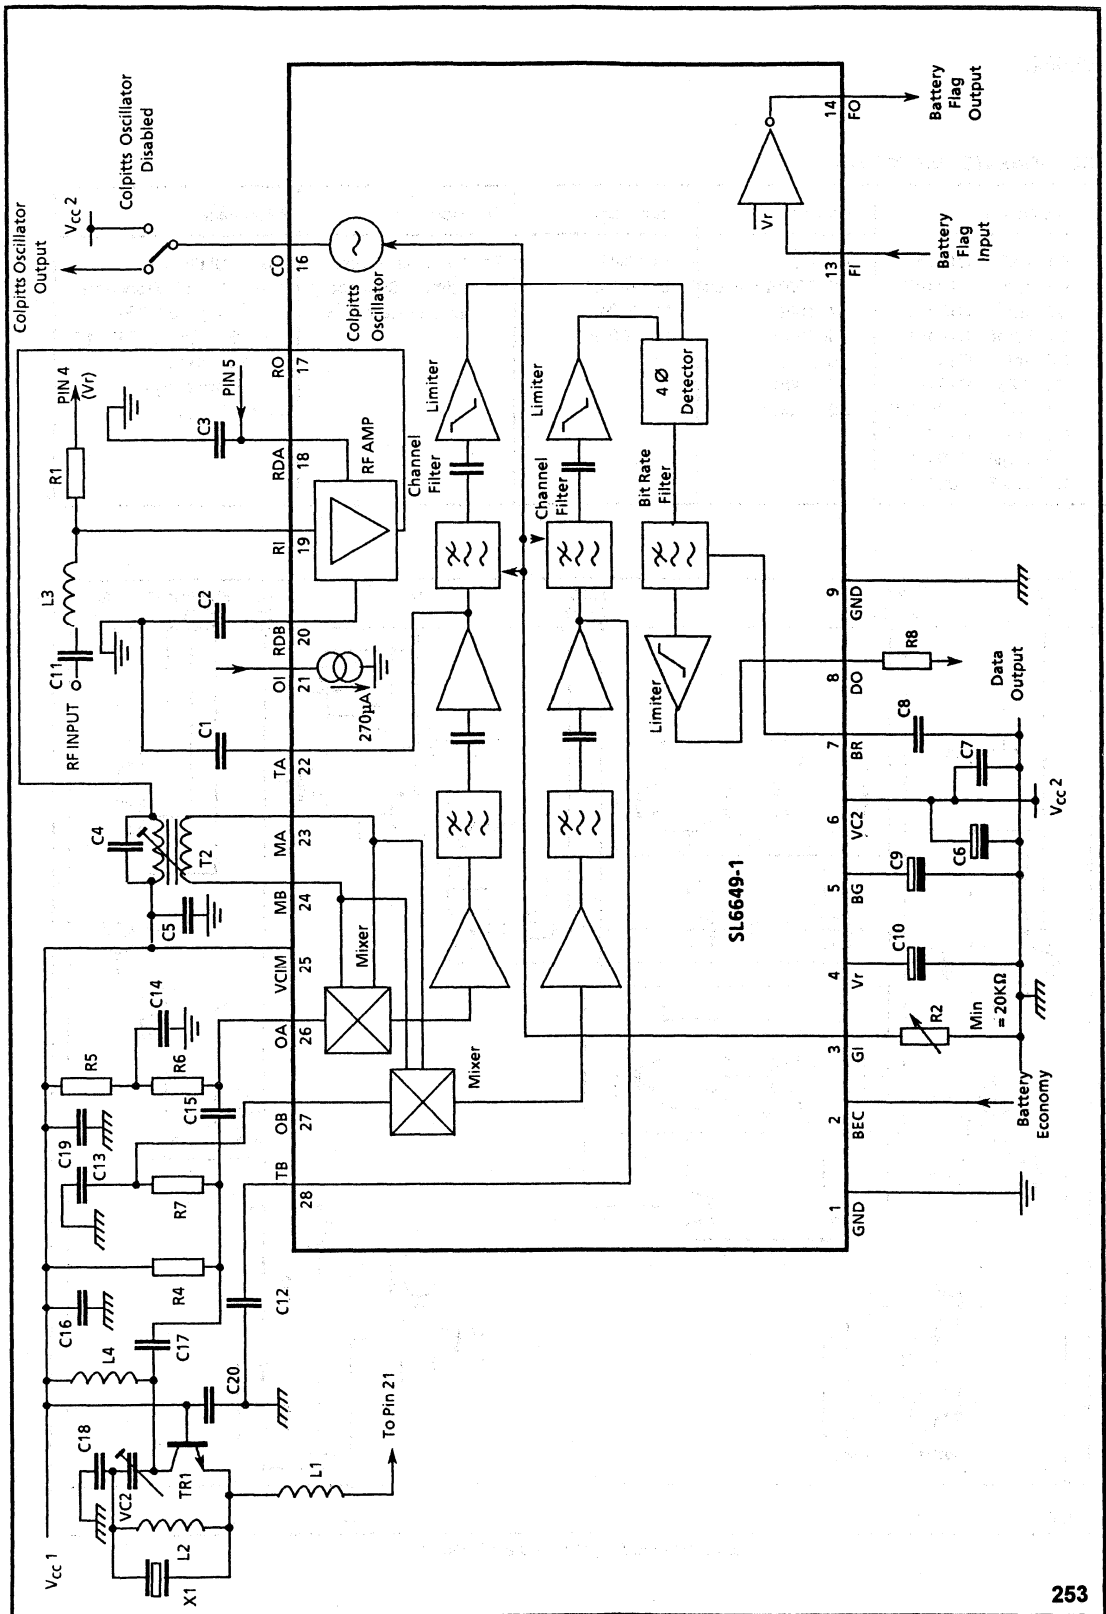 Colpitts Oscillator
Output
Vcc 2
Colpitts Oscillator
Disabled
PIN 4
(Vr)
R1
L3
C11
RF INPUT
C3
PIN 5
C2
C1
C4
T2
C5
R5
C14
R6
C15
C19
C13
R7
R4
C16
C17
L4
C12
C20
C18
VC2
TR1
L2
X1
L1
To Pin 21
Vcc 1
CO
16
RO
17
RDA
18
RI
19
RDB
20
OI
21
TA
22
MA
23
MB
24
VCIM
25
OA
26
OB
27
TB
28
Colpitts
Oscillator
RF AMP
270µA
Channel
Filter
Limiter
Channel
Filter
Limiter
4 Ø
Detector
Bit Rate
Filter
Limiter
Mixer
Mixer
SL6649-1
Vr
14
FO
Battery
Flag
Output
13
FI
Battery
Flag
Input
9
GND
8
DO
R8
Data
Output
7
BR
C8
C7
6
VC2
C6
Vcc 2
5
BG
C9
4
Vr
C10
3
GI
R2
Min
= 20KΩ
2
BEC
Battery
Economy
1
GND
253